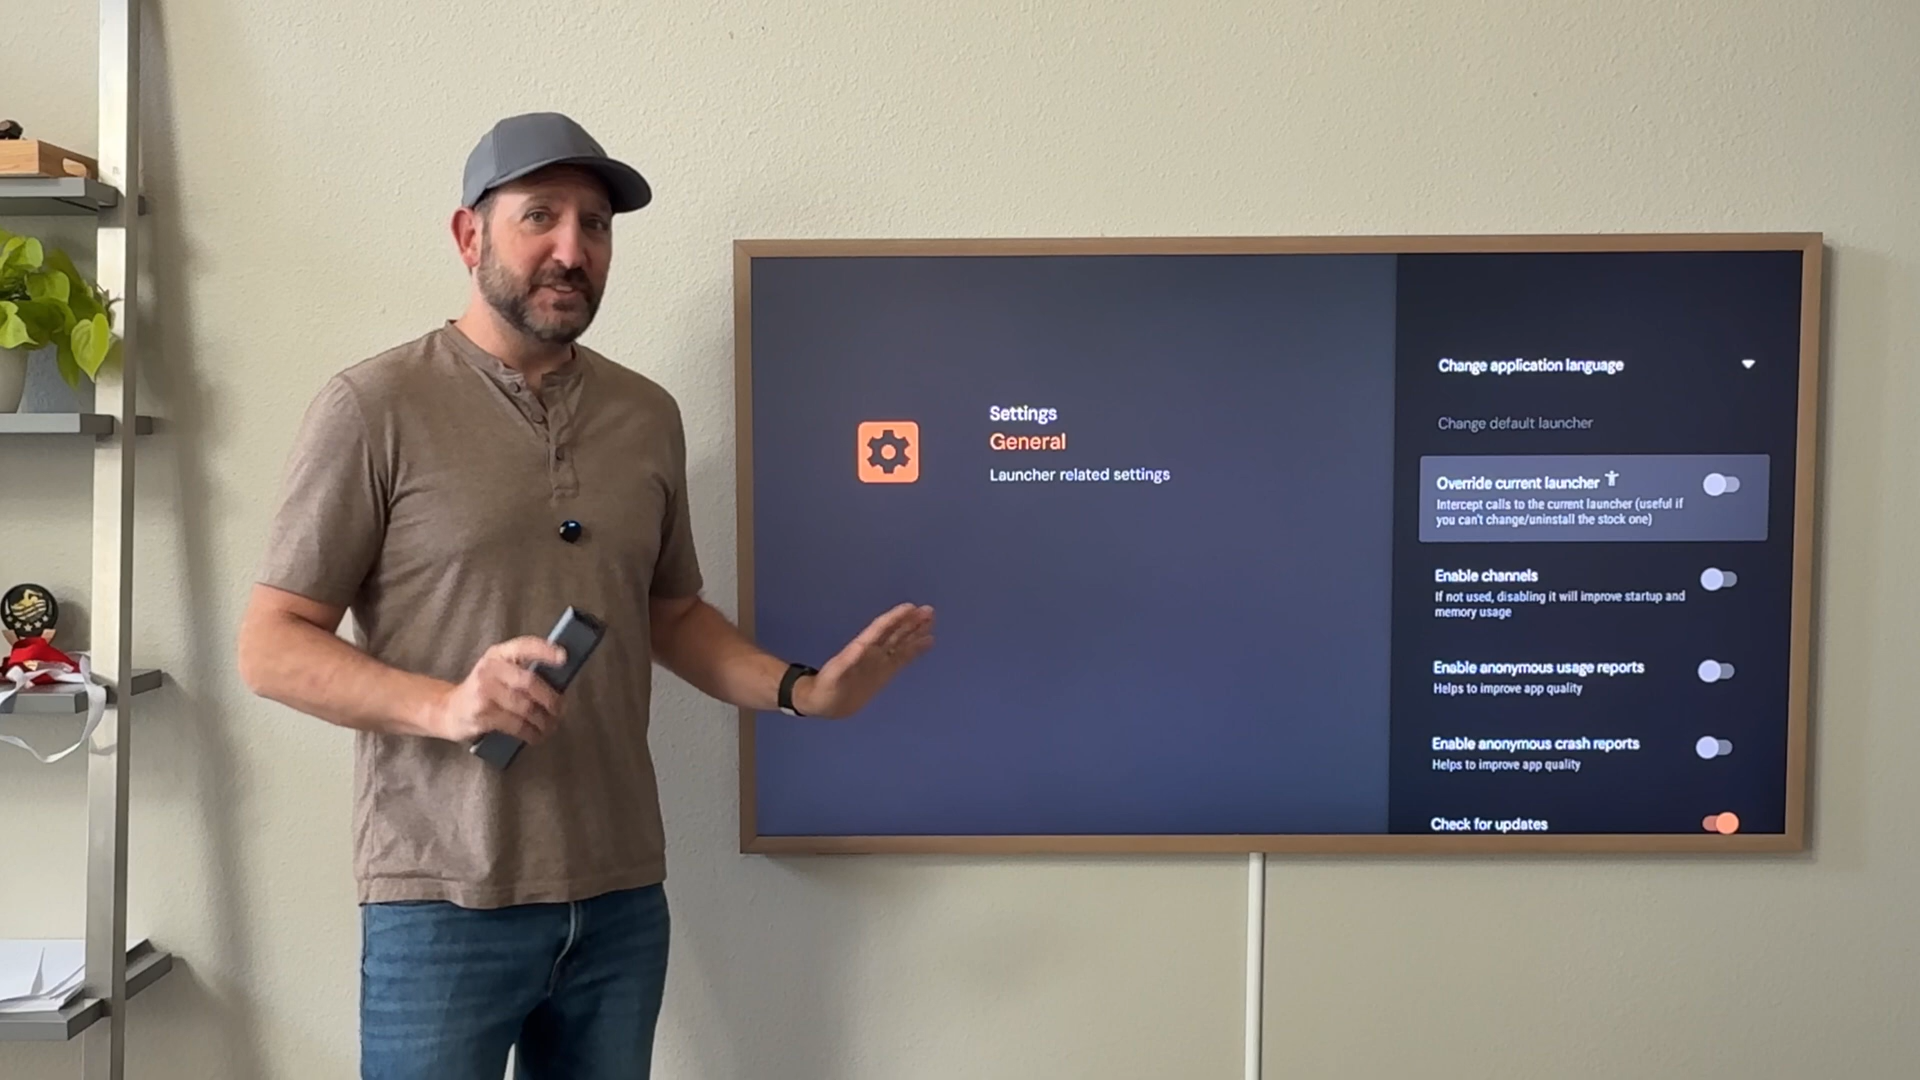 Settings
General
Launcher related settings
Change application language
Change default launcher
Override current launcher
Intercept calls to the current launcher (useful if
you can't change/uninstall the stock one)
Enable channels
If not used, disabling it will improve startup and
memory usage
Enable anonymous usage reports
Helps to improve app quality
Enable anonymous crash reports
Helps to improve app quality
Check for updates